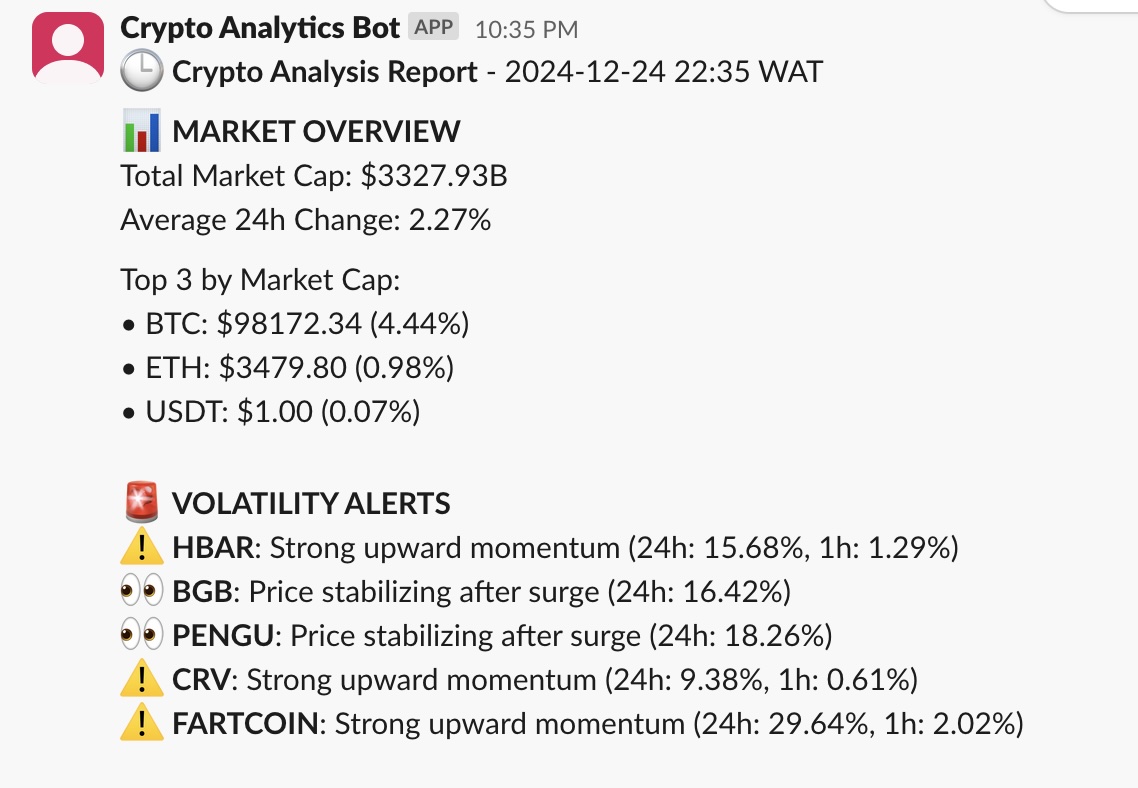 Crypto Analytics Bot APP 10:35 PM
Crypto Analysis Report - 2024-12-24 22:35 WAT
MARKET OVERVIEW
Total Market Cap: $3327.93B
Average 24h Change: 2.27%
Top 3 by Market Cap:
• BTC: $98172.34 (4.44%)
• ETH: $3479.80 (0.98%)
• USDT: $1.00 (0.07%)
VOLATILITY ALERTS
HBAR: Strong upward momentum (24h: 15.68%, 1h: 1.29%)
BGB: Price stabilizing after surge (24h: 16.42%)
PENGU: Price stabilizing after surge (24h: 18.26%)
CRV: Strong upward momentum (24h: 9.38%, 1h: 0.61%)
FARTCOIN: Strong upward momentum (24h: 29.64%, 1h: 2.02%)